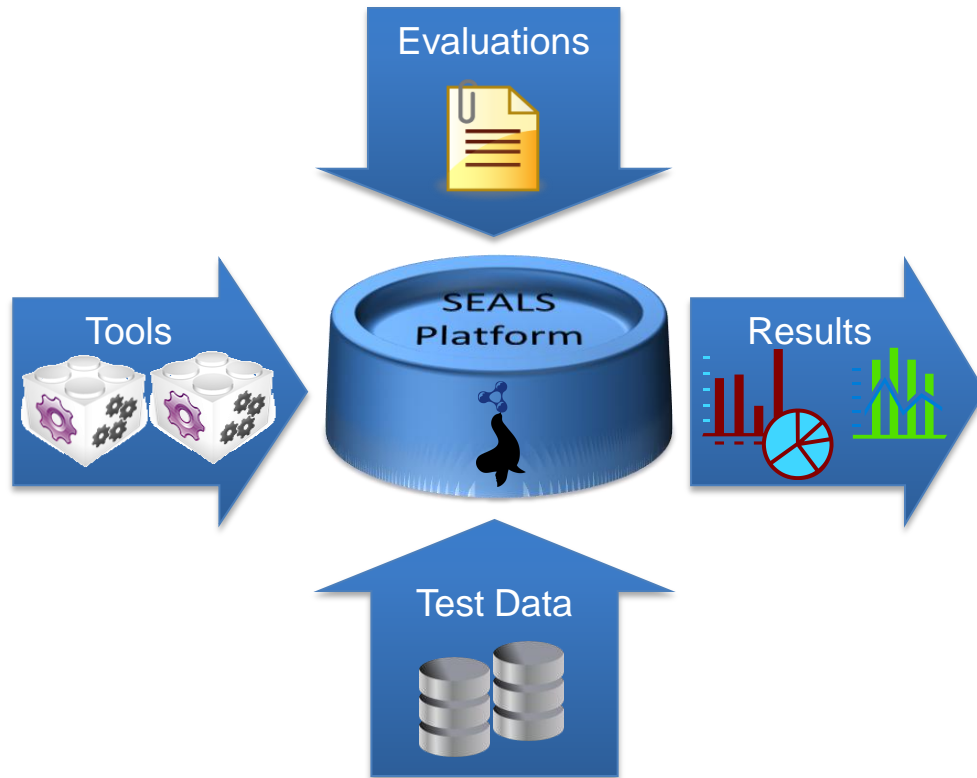 Evaluations
SEALS
Platform
Tools
Results
Test Data